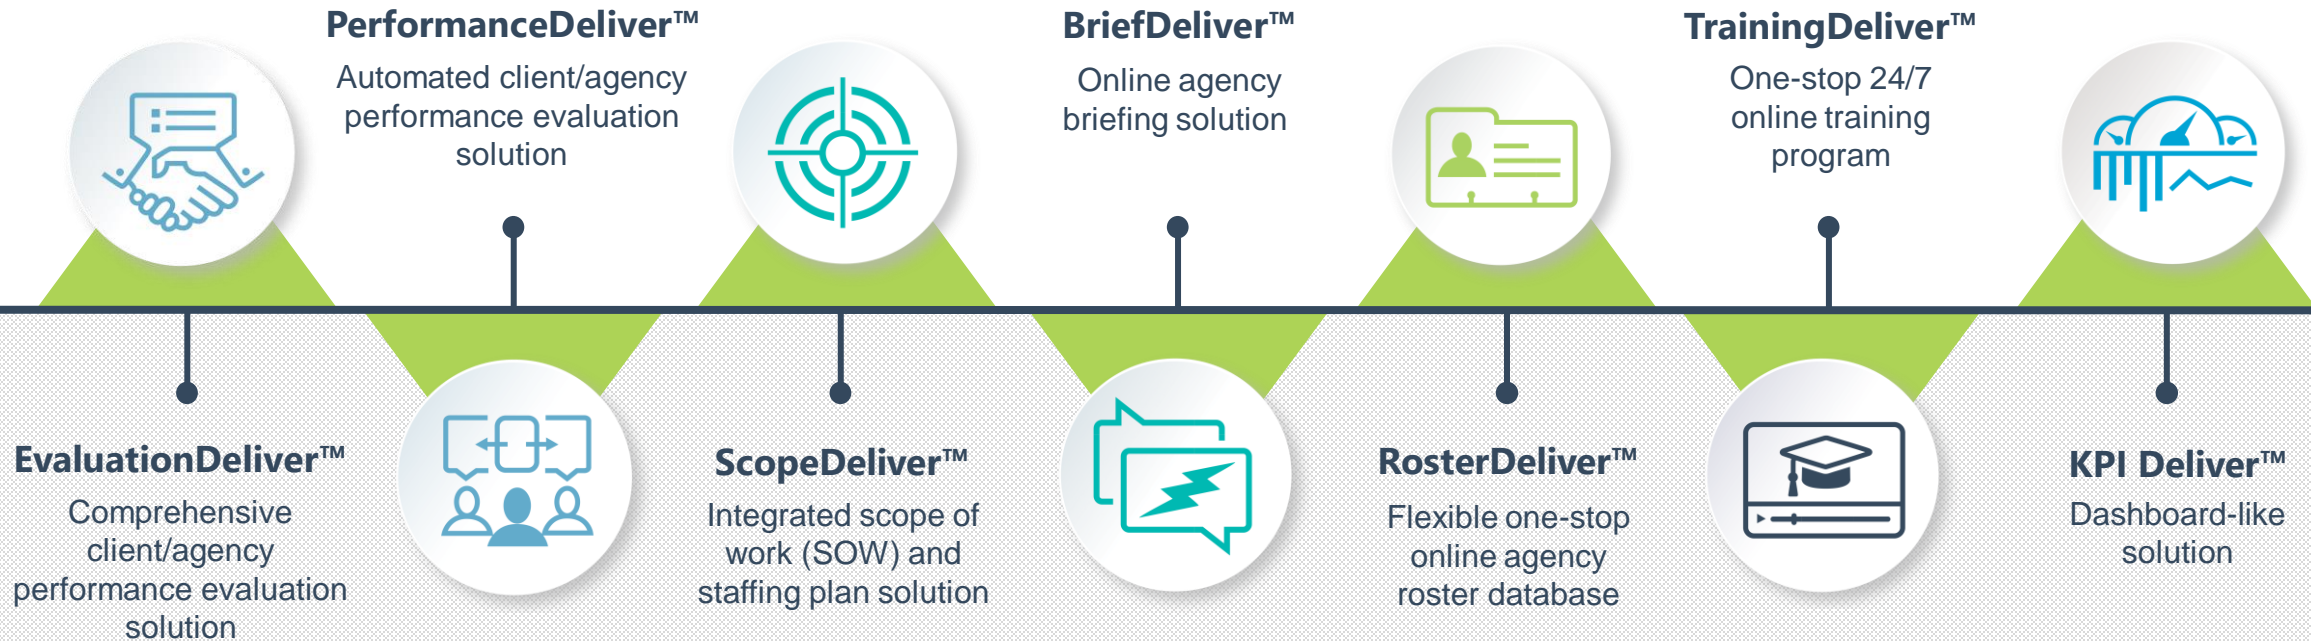 PerformanceDeliver™
Automated client/agency
performance evaluation
solution
BriefDeliver™
Online agency
briefing solution
TrainingDeliver™
One-stop 24/7
online training
program
EvaluationDeliver™
Comprehensive
client/agency
performance evaluation
solution
ScopeDeliver™
Integrated scope of
work (SOW) and
staffing plan solution
RosterDeliver™
Flexible one-stop
online agency
roster database
KPI Deliver™
Dashboard-like
solution